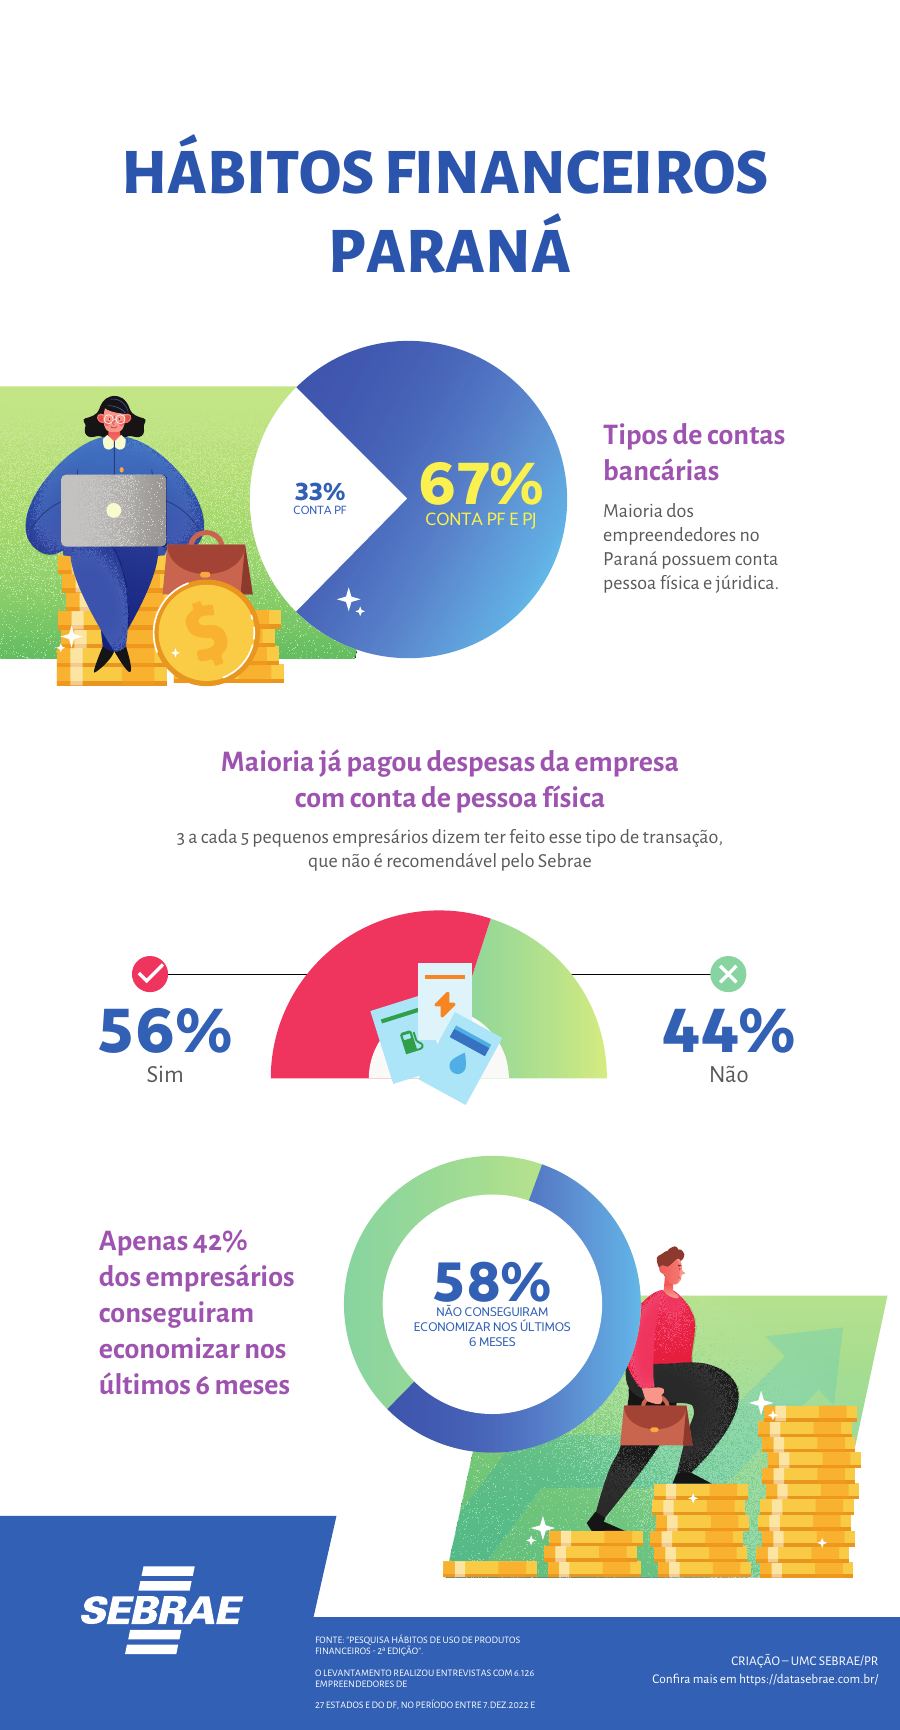 HÁBITOS FINANCEIROS
PARANÁ
33%
CONTA PF
67%
CONTA PF E PJ
Tipos de contas
bancárias
Maioria dos
empreendedores no
Paraná possuem conta
pessoa física e júridica.
Maioria já pagou despesas da empresa
com conta de pessoa física
3 a cada 5 pequenos empresários dizem ter feito esse tipo de transação,
que não é recomendável pelo Sebrae
56%
Sim
44%
Não
Apenas 42%
dos empresários
conseguiram
economizar nos
últimos 6 meses
58%
NÃO CONSEGUIRAM
ECONOMIZAR NOS ÚLTIMOS
6 MESES
SEBRAE
FONTE: "PESQUISA HÁBITOS DE USO DE PRODUTOS
FINANCEIROS - 2ª EDIÇÃO".
O LEVANTAMENTO REALIZOU ENTREVISTAS COM 6.126
EMPREENDEDORES DE
27 ESTADOS E DO DF, NO PERÍODO ENTRE 7.DEZ.2022 E
CRIAÇÃO – UMC SEBRAE/PR
Confira mais em https://datasebrae.com.br/